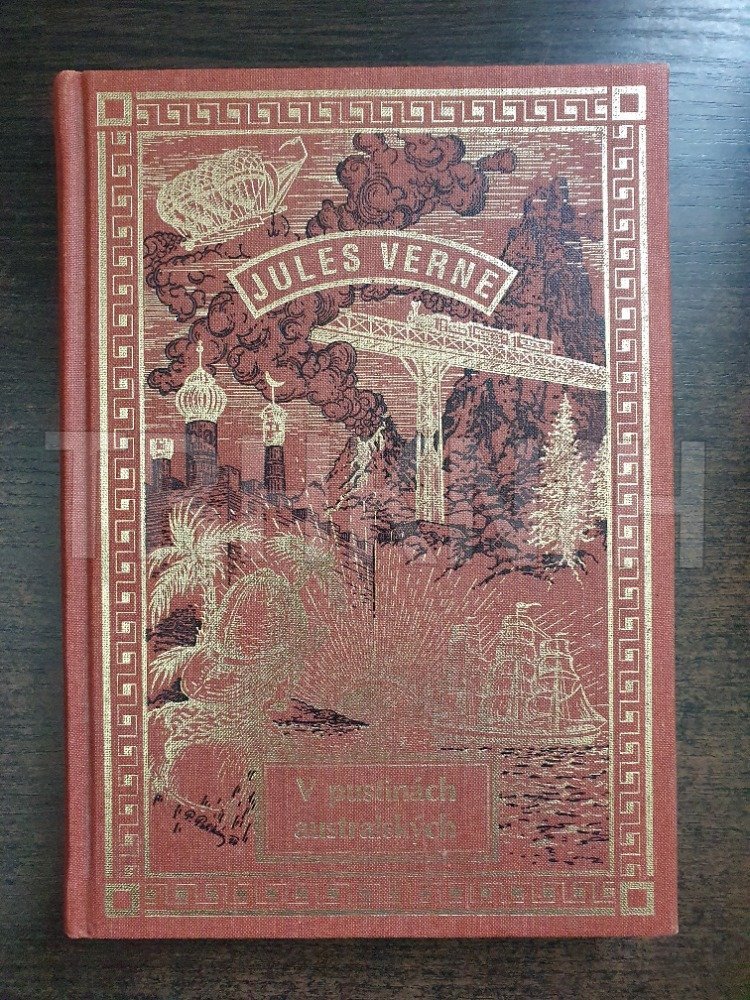 JULES VERNE
V pustinách
australských